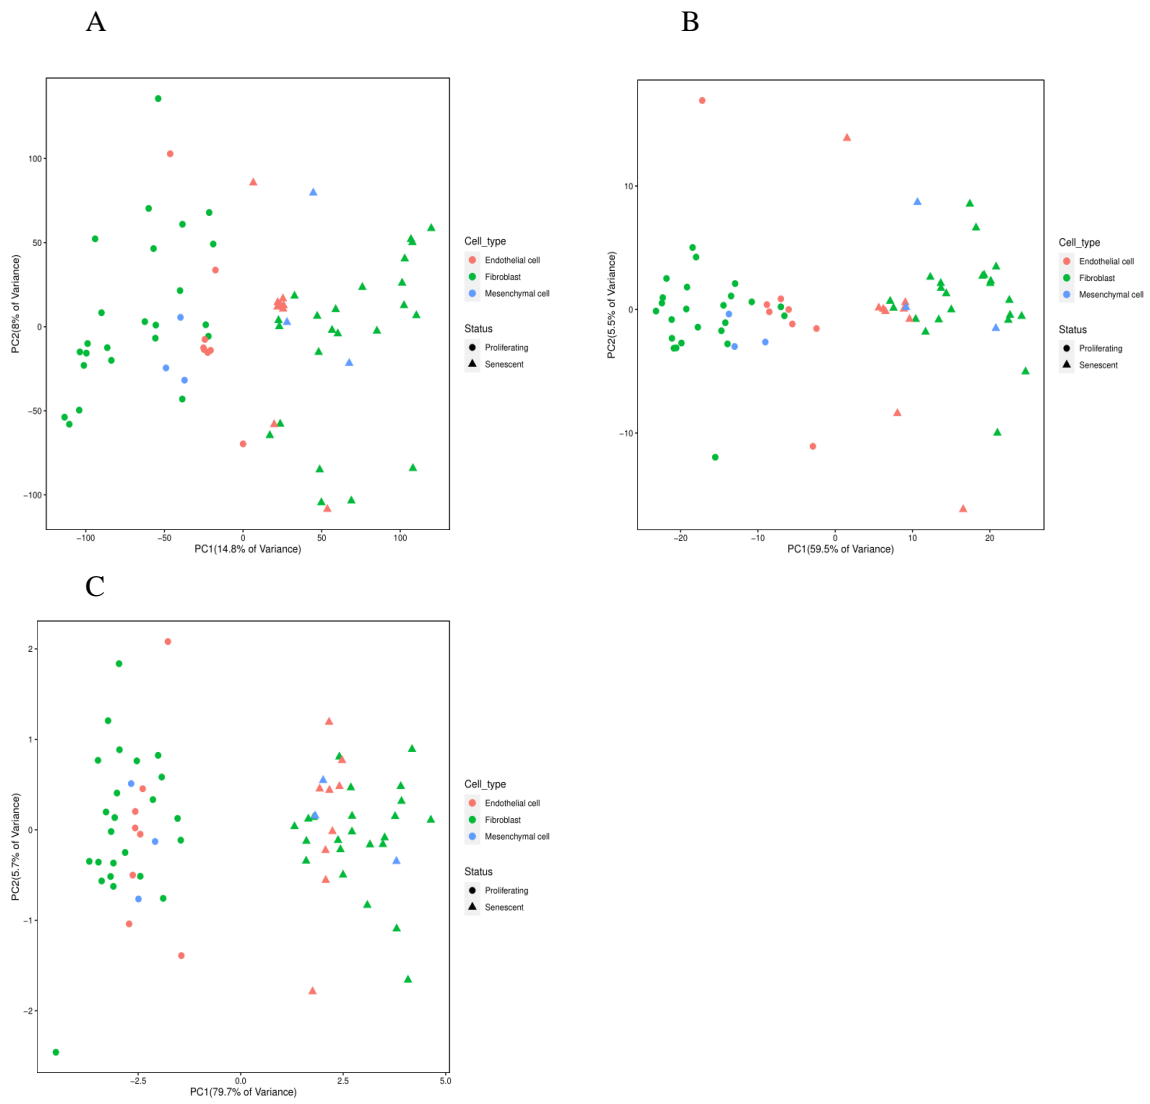 A
B
100
50
0
−50
−100
PC2(8% of Variance)
−100
−50
0
50
100
PC1(14.8% of Variance)
Cell_type
Endothelial cell
Fibroblast
Mesenchymal cell
Status
Proliferating
Senescent
10
0
−10
PC2(5.5% of Variance)
−20
−10
0
10
20
PC1(59.5% of Variance)
Cell_type
Endothelial cell
Fibroblast
Mesenchymal cell
Status
Proliferating
Senescent
C
2
1
0
−1
−2
PC2(5.7% of Variance)
−2.5
0.0
2.5
5.0
PC1(79.7% of Variance)
Cell_type
Endothelial cell
Fibroblast
Mesenchymal cell
Status
Proliferating
Senescent